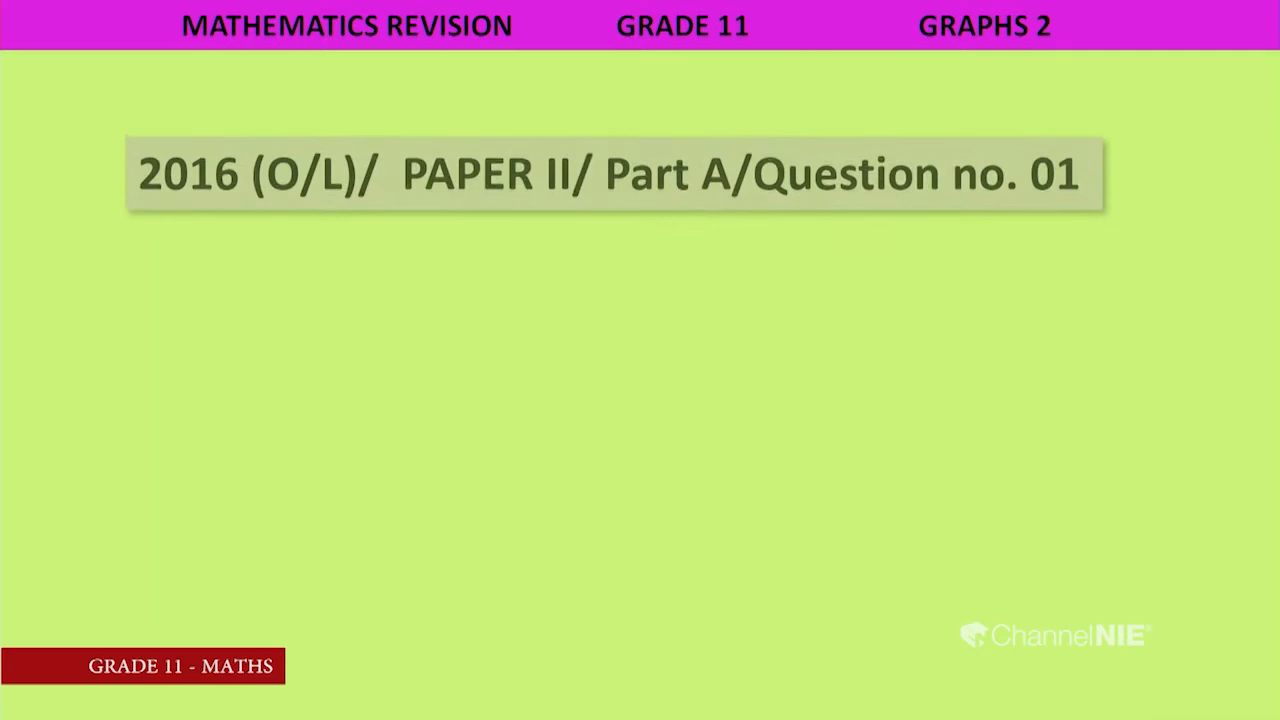 MATHEMATICS REVISION GRADE 11 GRAPHS 2
2016 (O/L)/ PAPER II/ Part A/Question no. 01
ChannelNIE®
GRADE 11 - MATHS